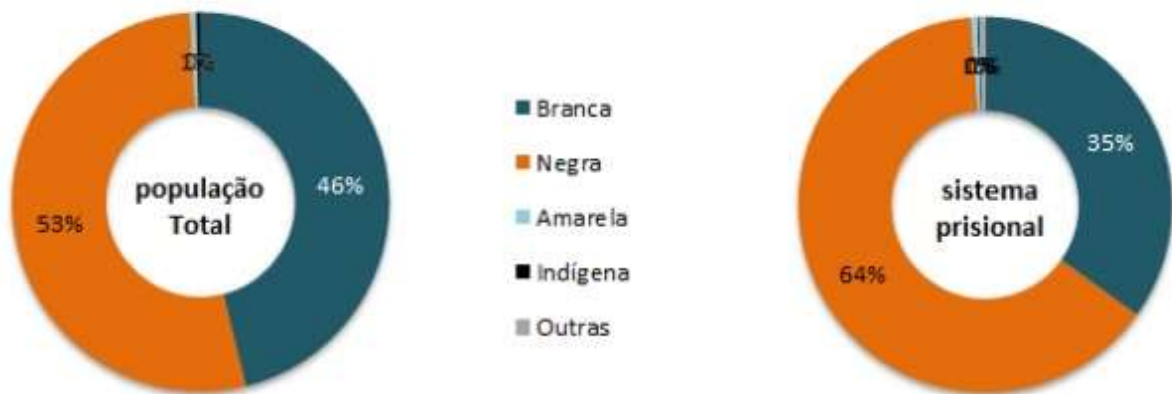 46%
53%
população
Total
Branca
Negra
Amarela
Indígena
Outras
35%
64%
sistema
prisional